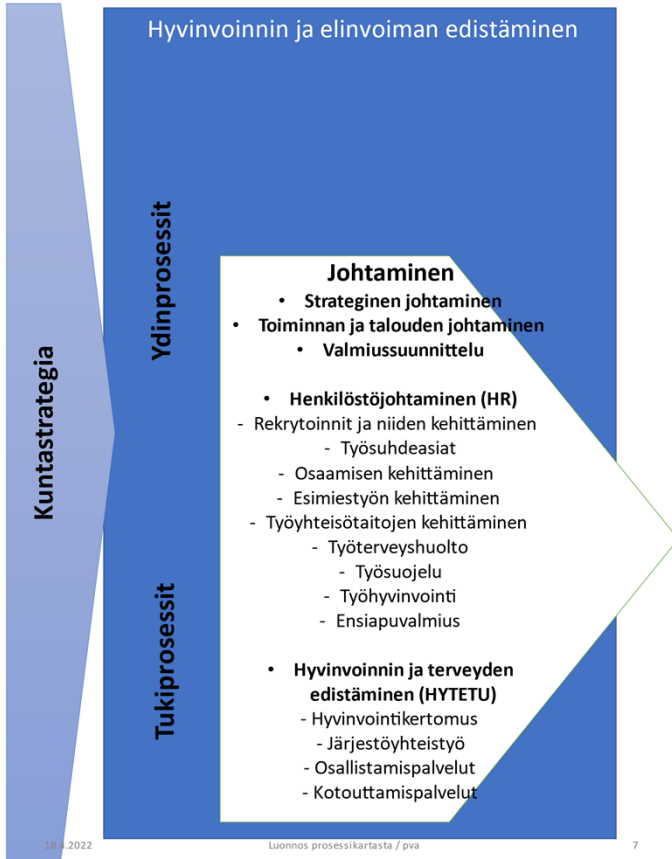 Hyvinvoinnin ja elinvoiman edistäminen
Kuntastrategia
Ydinprosessit
Tukiprosessit
Johtaminen
• Strateginen johtaminen
• Toiminnan ja talouden johtaminen
• Valmiussuunnittelu
• Henkilöstöjohtaminen (HR)
- Rekrytoinnit ja niiden kehittäminen
- Työsuhdeasiat
- Osaamisen kehittäminen
- Esimiestyön kehittäminen
- Työyhteisötaitojen kehittäminen
- Työterveyshuolto
- Työsuojelu
- Työhyvinvointi
- Ensiapuvalmius
• Hyvinvoinnin ja terveyden
edistäminen (HYTETU)
- Hyvinvointikertomus
- Järjestöyhteistyö
- Osallistamispalvelut
- Kotouttamispalvelut
18.4.2022
Luonnos prosessikartasta / pva
7